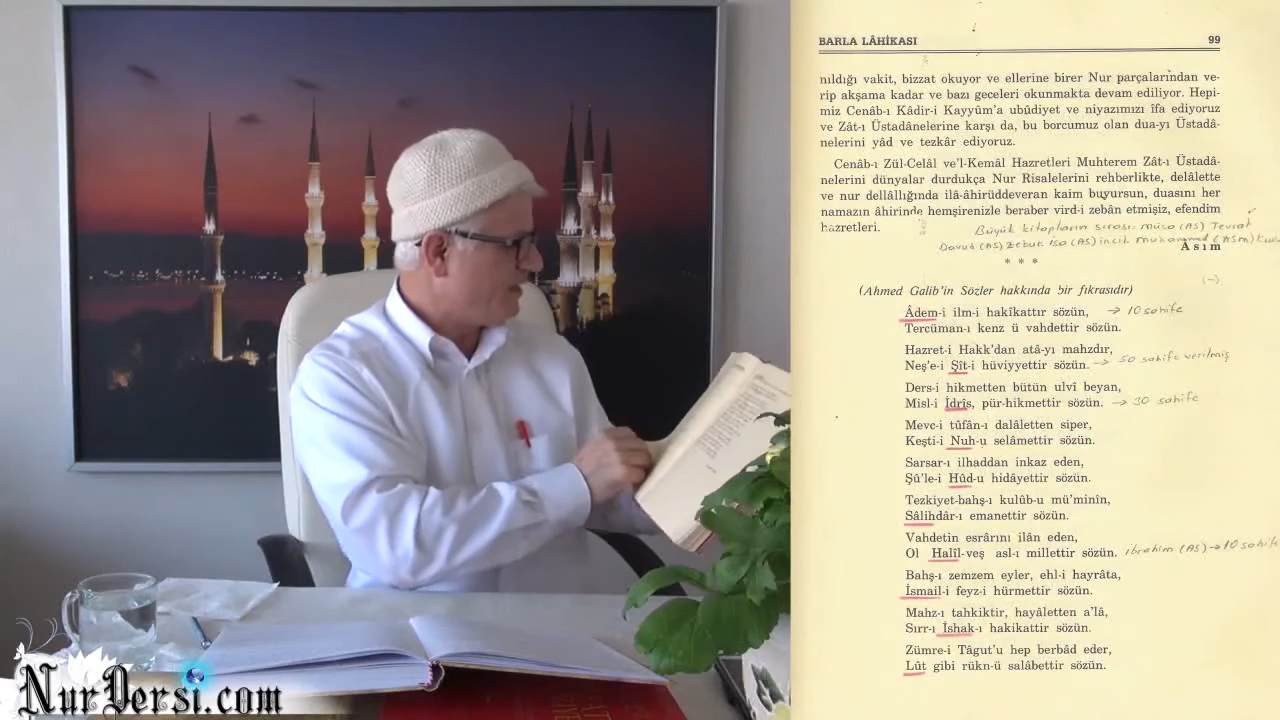 BARLA LÂHİKASI 99
nıldığı vakit, bizzat okuyor ve ellerine birer Nur parçalarından ve-
rip akşama kadar ve bazı geceleri okunmakta devam ediliyor. Hepi-
miz Cenâb-ı Kâdir-i Kayyûm'a ubûdiyet ve niyazımızı îfa ediyoruz
ve Zât-ı Üstadânelerine karşı da, bu borcumuz olan dua-yı Üstadâ-
nelerini yâd ve tezkâr ediyoruz.
Cenâb-ı Zül-Celâl ve'l-Kemâl Hazretleri Muhterem Zât-ı Üstadâ-
nelerini dünyalar durdukça Nur Risalelerini rehberlikte, delâlette
ve nur dellâllığında ilâ-âhirüddeveran kaim buyursun, duasını her
namazın âhirinde hemşirenizle beraber vird-i zeban etmişiz, efendim
hazretleri.
Büyük kitapların sırası: Musa (AS) Tevrat
Davud (AS) Zebur. İsa (AS) incil. Muhammed (ASM)
Âsım
* * *
(Ahmed Galib'in Sözler hakkında bir fıkrasıdır)
Âdem-i ilm-i hakîkattır sözün, → 10 sahife
Tercüman-ı kenz ü vahdettir sözün.
Hazret-i Hakk'dan atâ-yı mahzdır,
Neş'e-i Şît-i hüviyyettir sözün. → 50 sahife verilmiş
Ders-i hikmetten bütün ulvî beyan,
Misl-i İdrîs, pür-hikmettir sözün. → 30 sahife
Mevc-i tûfân-ı dalâletten siper,
Keşti-i Nuh-u selâmettir sözün.
Sarsar-ı ilhaddan inkaz eden,
Şû'le-i Hûd-u hidâyettir sözün.
Tezkiyet-bahş-ı kulûb-u mü'minîn,
Sâlihdâr-ı emanettir sözün.
Vahdetin esrârını ilân eden,
Ol Halîl-veş asl-ı millettir sözün. ibrahim (AS) → 10 sahife
Bahş-ı zemzem eyler, ehl-i hayrâta,
İsmail-i feyz-i hürmettir sözün.
Mahz-ı tahkiktir, hayâletten a'lâ,
Sırr-ı İshak-ı hakikattir sözün.
Zümre-i Tâgut'u hep berbâd eder,
Lût gibi rükn-ü salâbettir sözün.
NurDersi.com